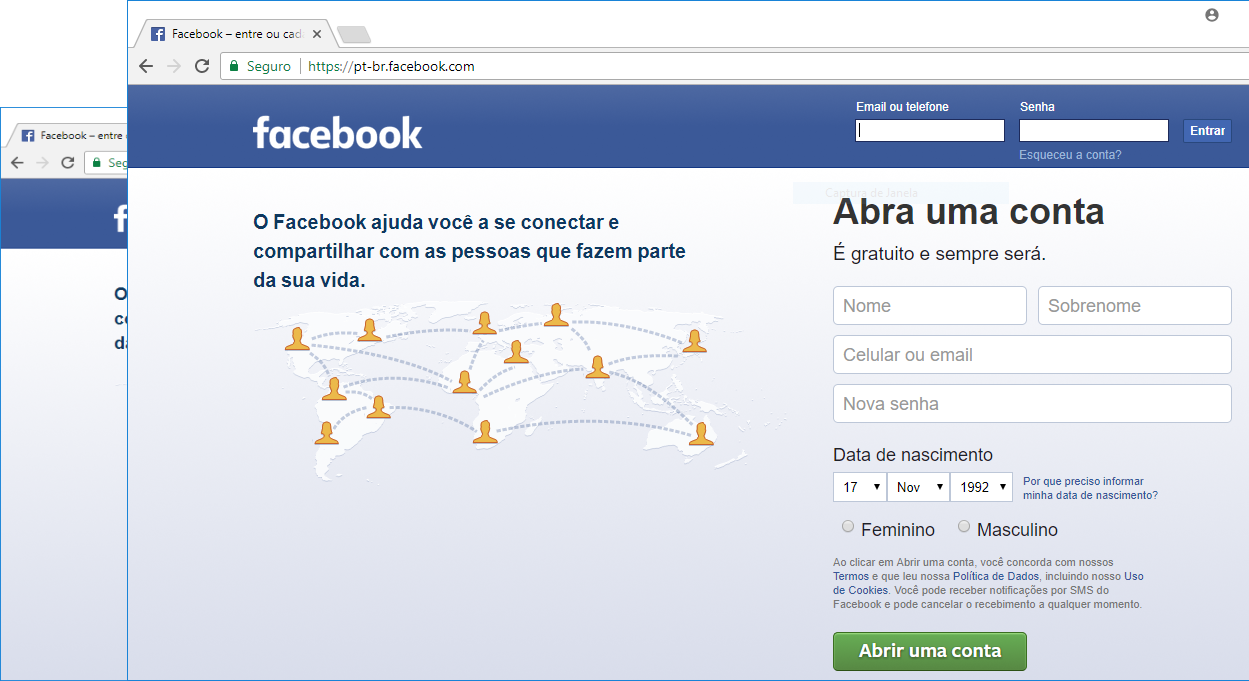 Facebook – entre ou cad
Seguro https://pt-br.facebook.com
Facebook – entre
Seg
facebook
Email ou telefone
Senha
Entrar
Esqueceu a conta?
f
O
co
da
Captura de Janela
O Facebook ajuda você a se conectar e
compartilhar com as pessoas que fazem parte
da sua vida.
Abra uma conta
É gratuito e sempre será.
Nome
Sobrenome
Celular ou email
Nova senha
Data de nascimento
17 Nov 1992
Por que preciso informar
minha data de nascimento?
Feminino Masculino
Ao clicar em Abrir uma conta, você concorda com nossos
Termos e que leu nossa Política de Dados, incluindo nosso Uso
de Cookies. Você pode receber notificações por SMS do
Facebook e pode cancelar o recebimento a qualquer momento.
Abrir uma conta